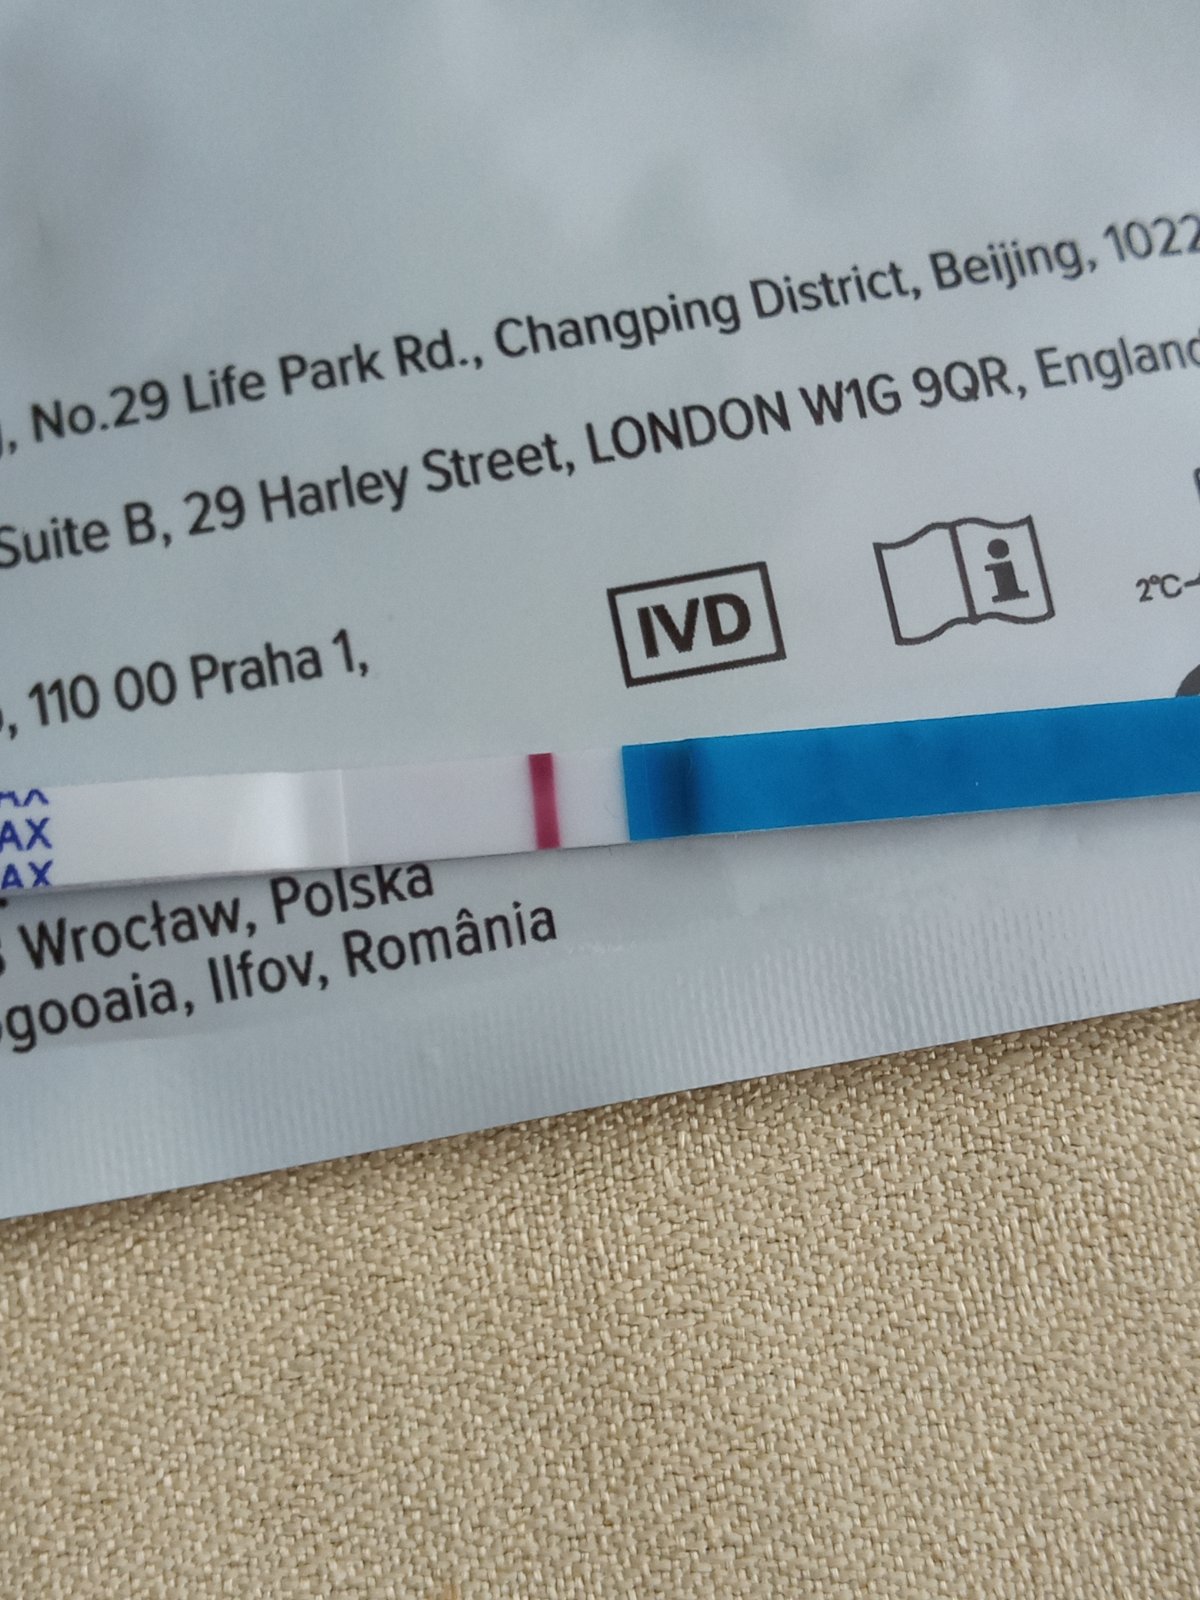 , No.29 Life Park Rd., Changping District, Beijing, 1022
Suite B, 29 Harley Street, LONDON W1G 9QR, England
, 110 00 Praha 1,
IVD
i
2°C-
AX
AX
Wrocław, Polska
gooaia, Ilfov, România